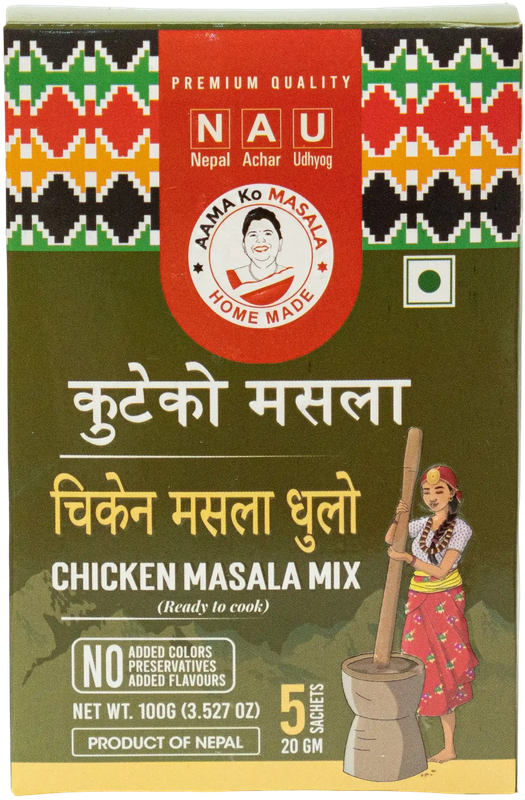 PREMIUM QUALITY
NAU
Nepal Achar Udhyog
AAMA Ko MASALA
HOME MADE
कुटेको मसला
चिकेन मसला धुलो
CHICKEN MASALA MIX
(Ready to cook)
NO ADDED COLORS
PRESERVATIVES
ADDED FLAVOURS
NET WT. 100G (3.527 OZ)
5 SACHETS
20 GM
PRODUCT OF NEPAL